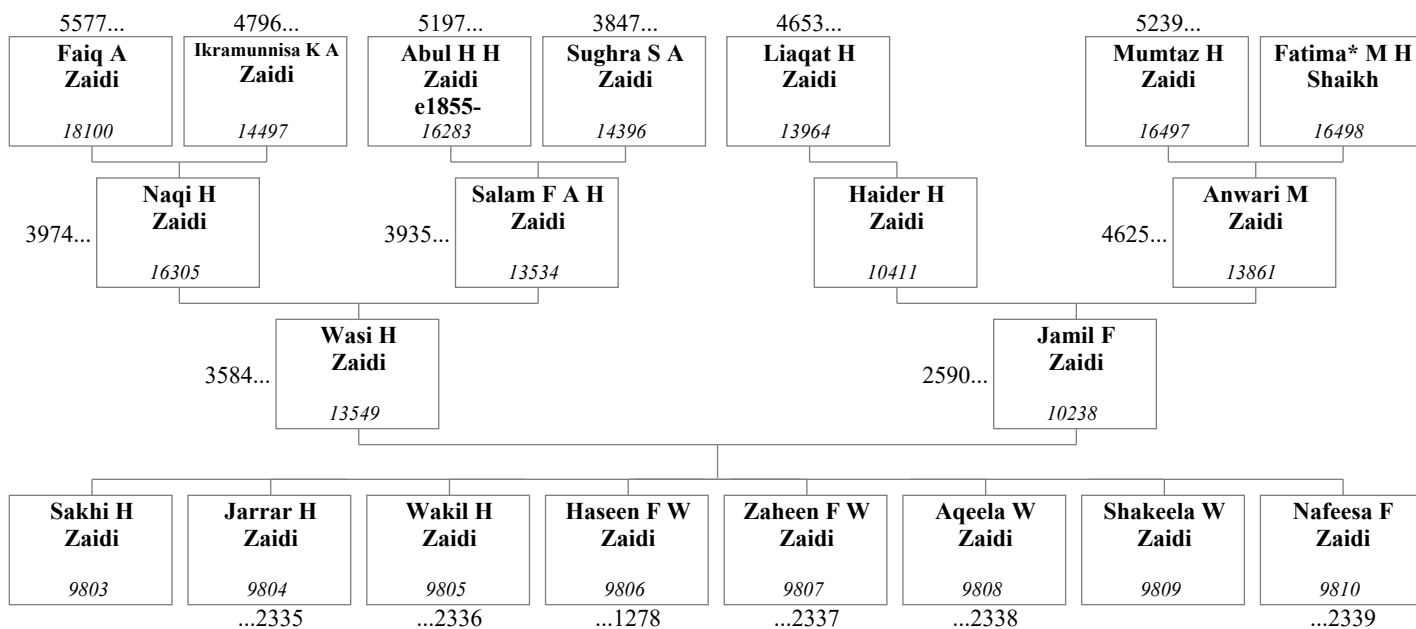 5577...
4796...
5197...
3847...
4653...
5239...
Faiq A
Zaidi
18100
Ikramunnisa K A
Zaidi
14497
Abul H H
Zaidi
e1855-
16283
Sughra S A
Zaidi
14396
Liaqat H
Zaidi
13964
Mumtaz H
Zaidi
16497
Fatima* M H
Shaikh
16498
3974...
Naqi H
Zaidi
16305
3935...
Salam F A H
Zaidi
13534
Haider H
Zaidi
10411
4625...
Anwari M
Zaidi
13861
3584...
Wasi H
Zaidi
13549
2590...
Jamil F
Zaidi
10238
Sakhi H
Zaidi
9803
Jarrar H
Zaidi
9804
...2335
Wakil H
Zaidi
9805
...2336
Haseen F W
Zaidi
9806
...1278
Zaheen F W
Zaidi
9807
...2337
Aqeela W
Zaidi
9808
...2338
Shakeela W
Zaidi
9809
Nafeesa F
Zaidi
9810
...2339